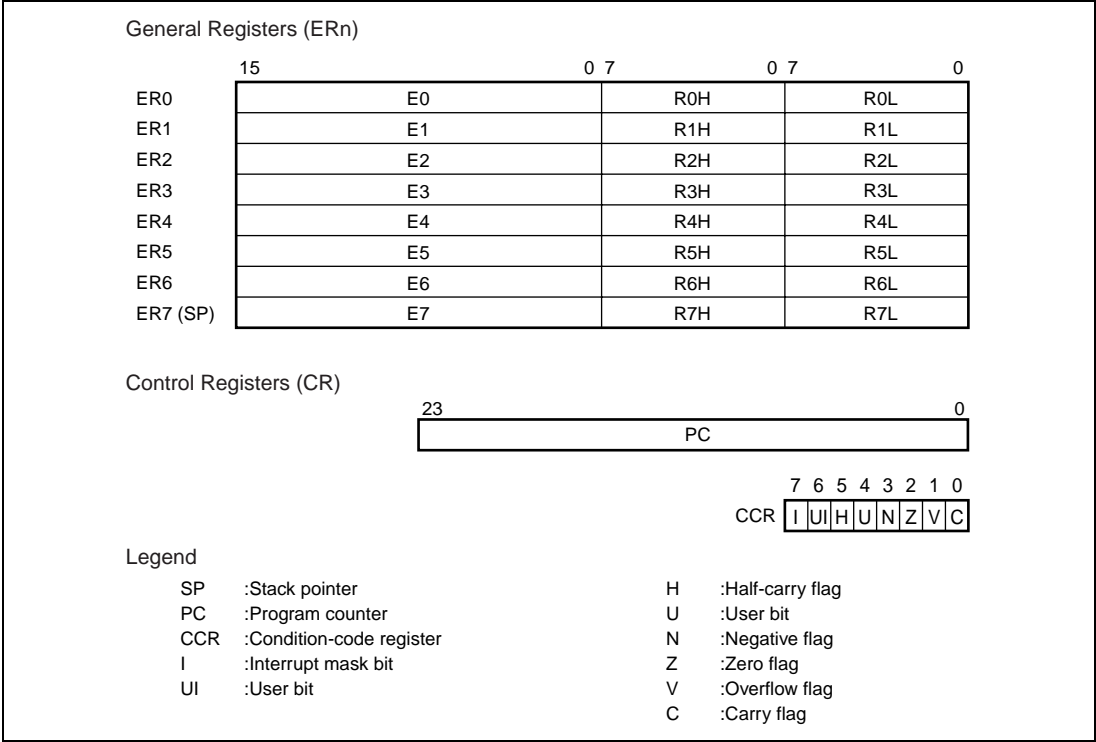 General Registers (ERn)
15 0 7 0 7 0
ER0 E0 R0H R0L
ER1 E1 R1H R1L
ER2 E2 R2H R2L
ER3 E3 R3H R3L
ER4 E4 R4H R4L
ER5 E5 R5H R5L
ER6 E6 R6H R6L
ER7 (SP) E7 R7H R7L
Control Registers (CR)
23 0
PC
7 6 5 4 3 2 1 0
CCR I UI H U N Z V C
Legend
SP :Stack pointer H :Half-carry flag
PC :Program counter U :User bit
CCR :Condition-code register N :Negative flag
I :Interrupt mask bit Z :Zero flag
UI :User bit V :Overflow flag
C :Carry flag